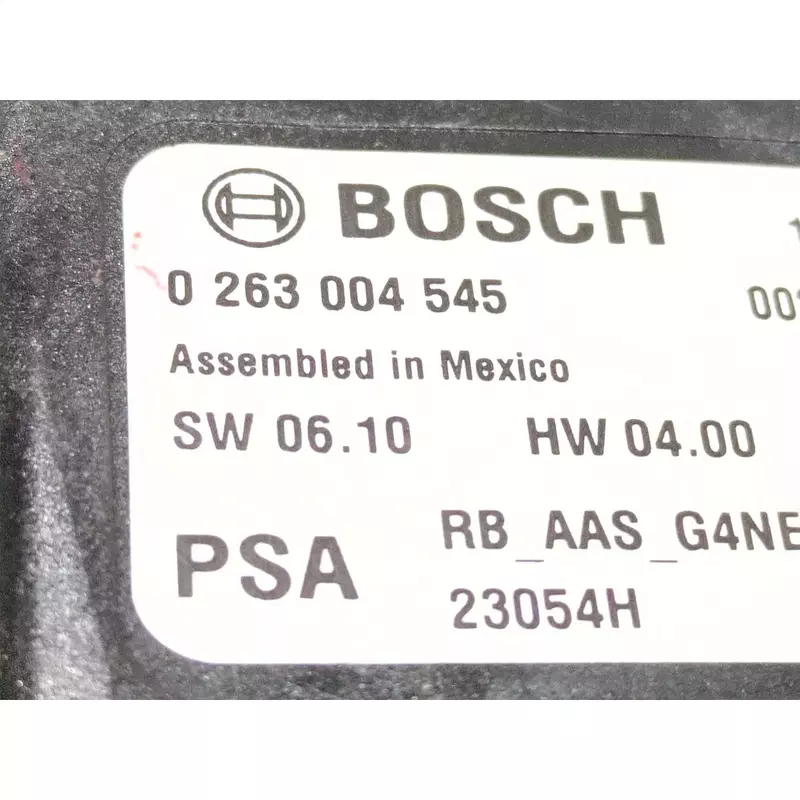 BOSCH
0 263 004 545
Assembled in Mexico
SW 06.10 HW 04.00
PSA RB_AAS_G4NE
23054H